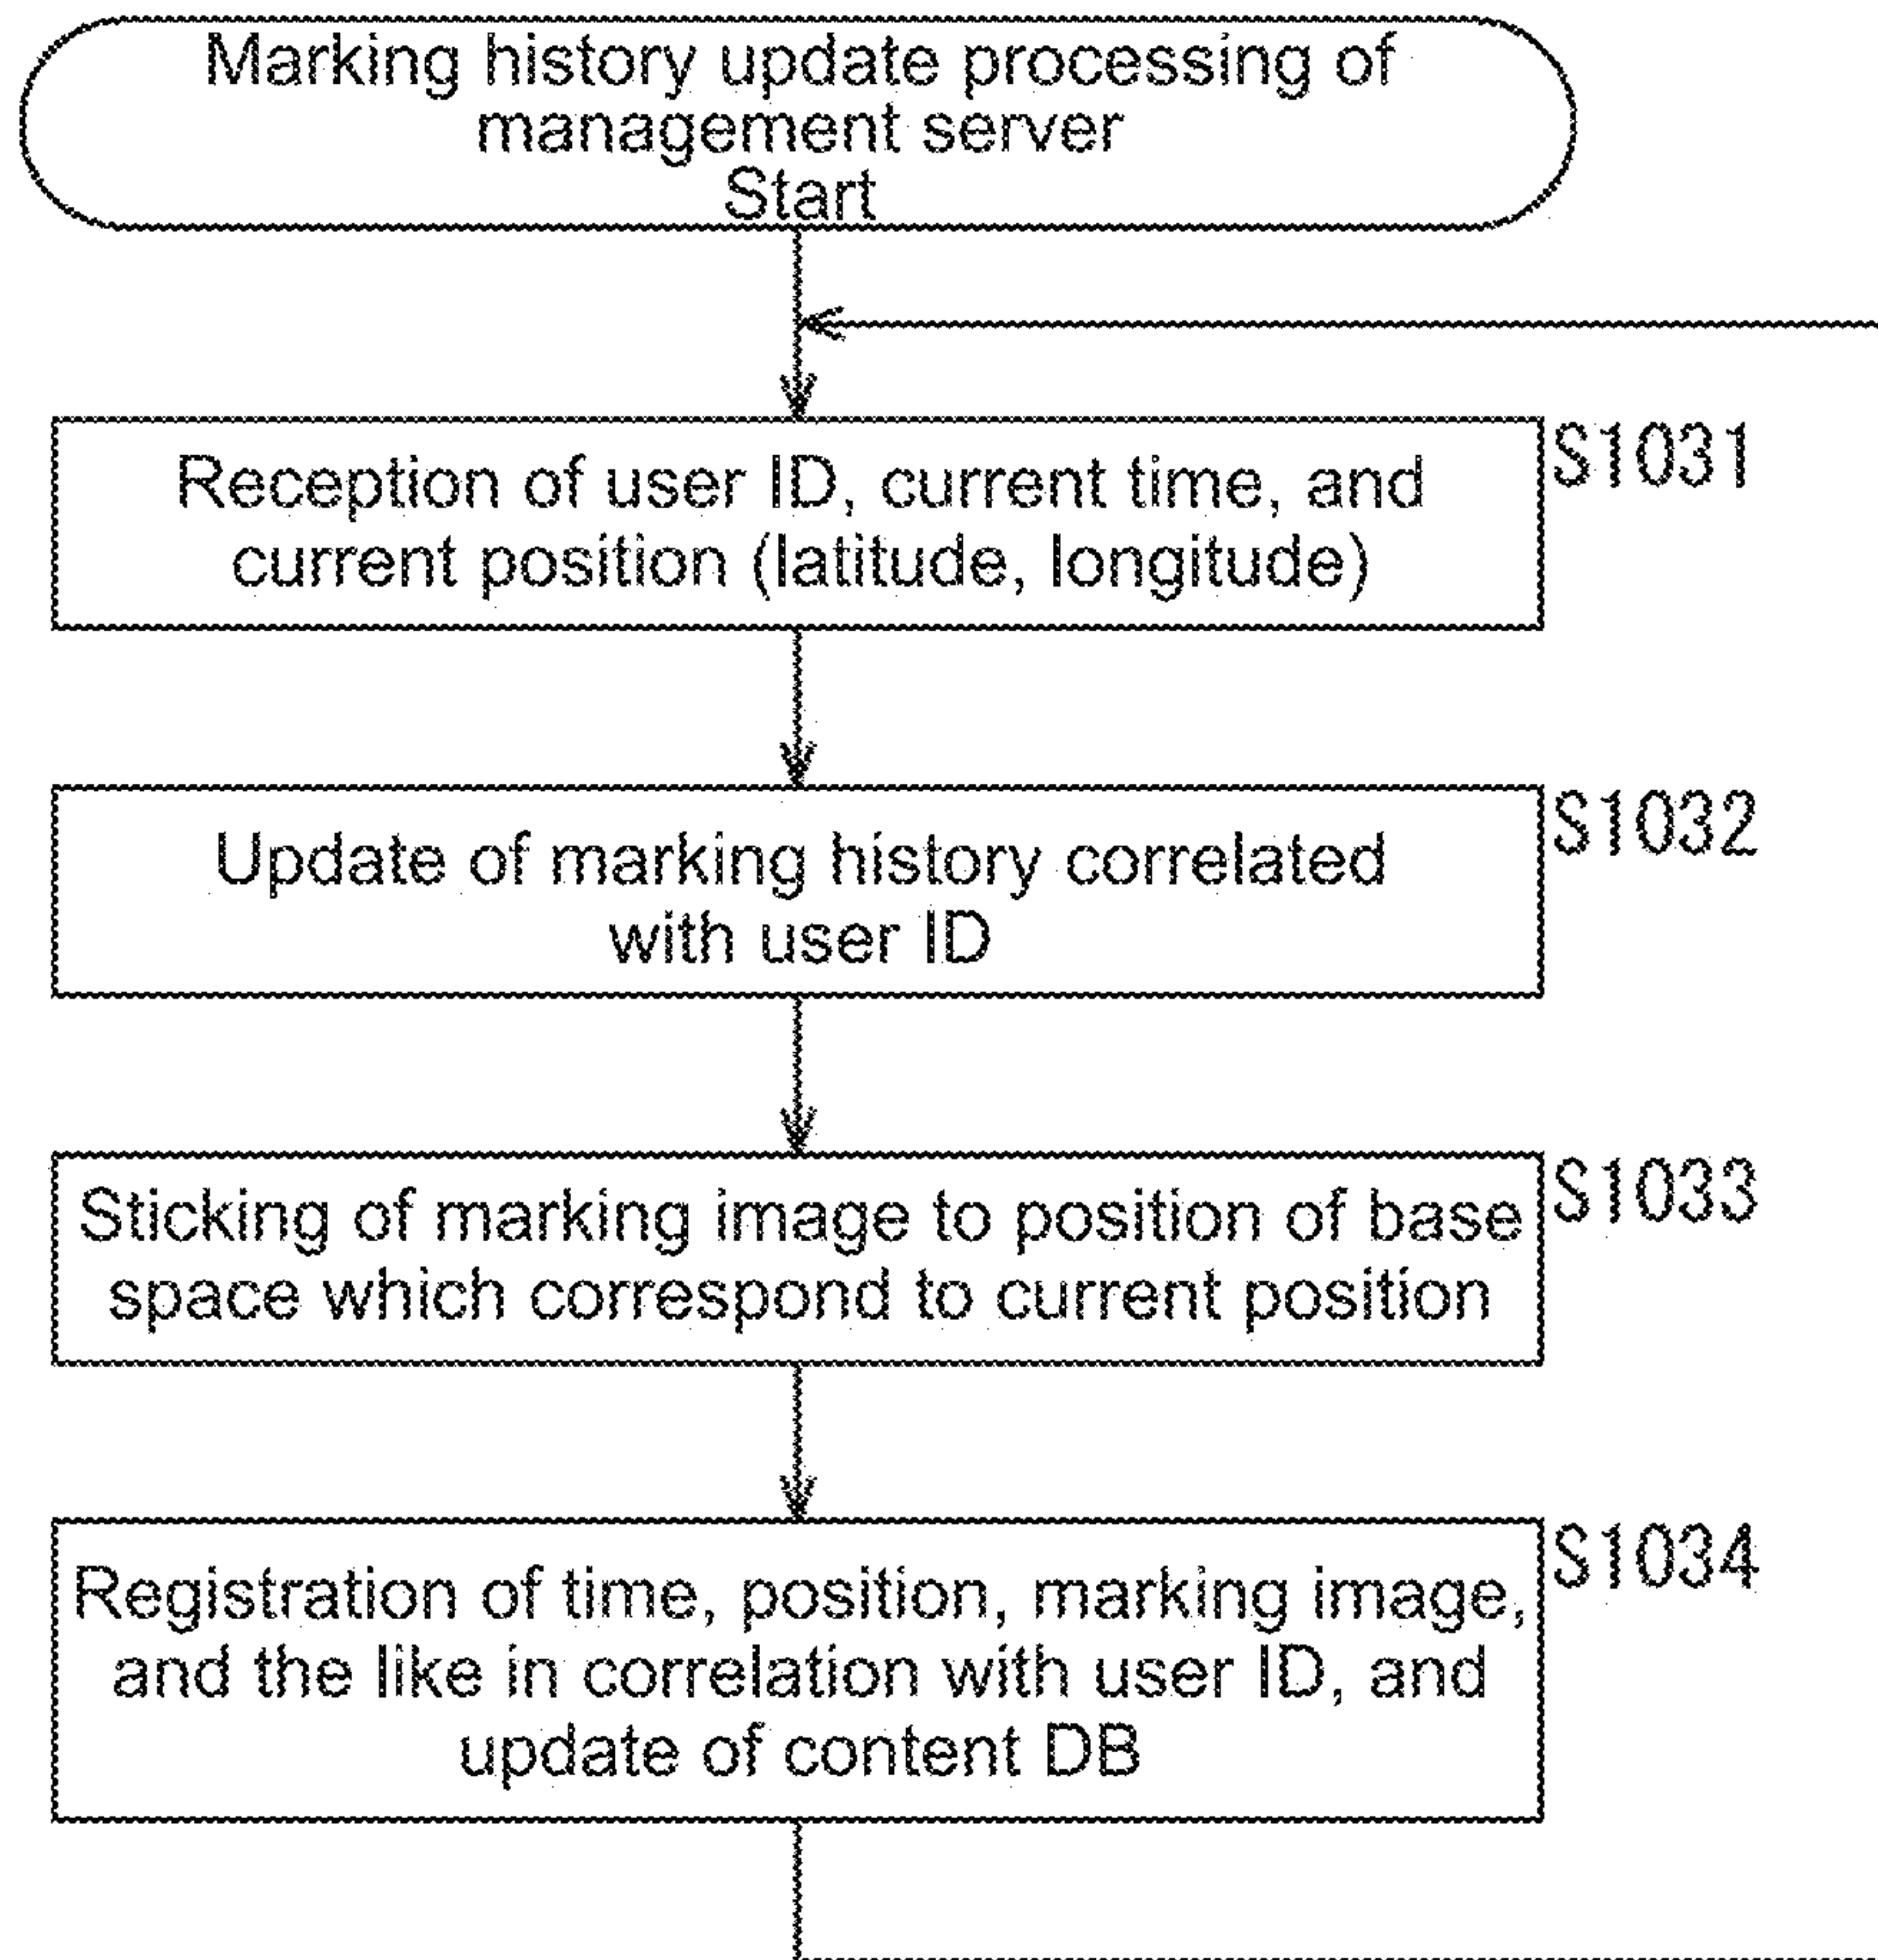 Marking history update processing of
management server
Start
S1031
Reception of user ID, current time, and
current position (latitude, longitude)
S1032
Update of marking history correlated
with user ID
S1033
Sticking of marking image to position of base
space which correspond to current position
S1034
Registration of time, position, marking image,
and the like in correlation with user ID, and
update of content DB